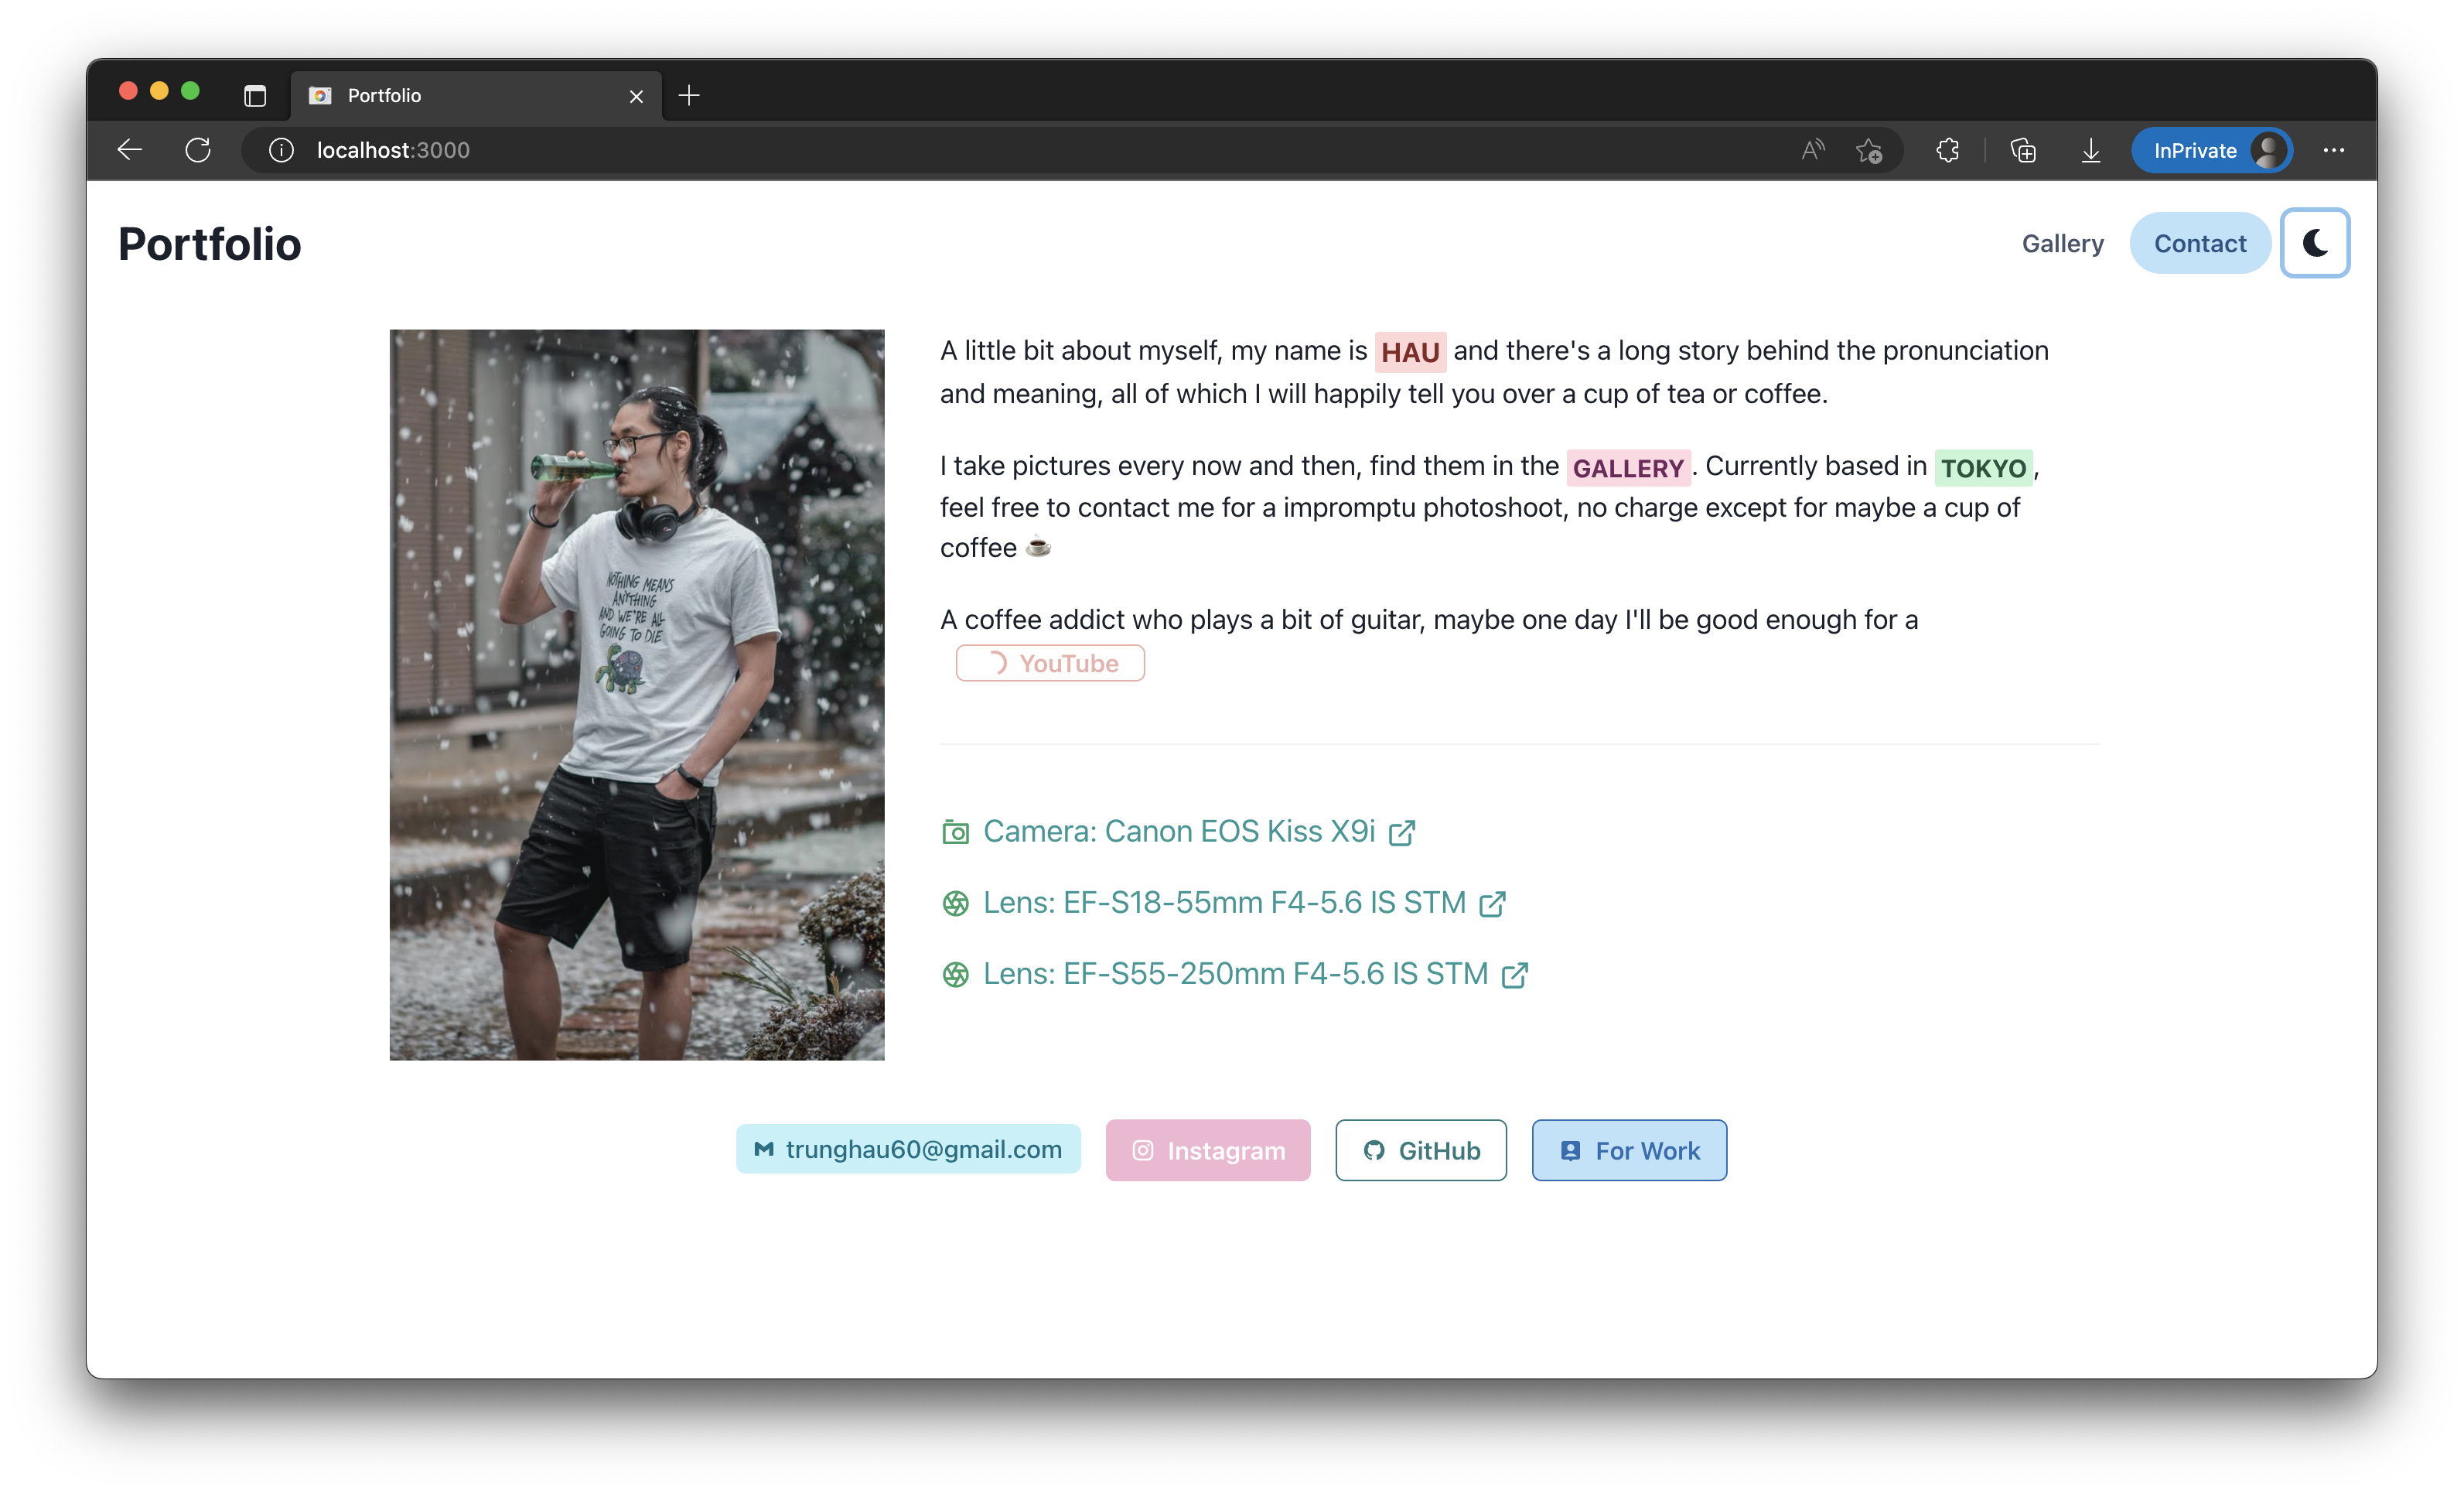 Portfolio
localhost:3000
InPrivate
Portfolio
Gallery
Contact
A little bit about myself, my name is HAU and there's a long story behind the pronunciation
and meaning, all of which I will happily tell you over a cup of tea or coffee.
I take pictures every now and then, find them in the GALLERY. Currently based in TOKYO,
feel free to contact me for a impromptu photoshoot, no charge except for maybe a cup of
coffee ☕
A coffee addict who plays a bit of guitar, maybe one day I'll be good enough for a
YouTube
NOTHING MEANS
ANYTHING
AND WE'RE ALL
GOING TO DIE
Camera: Canon EOS Kiss X9i
Lens: EF-S18-55mm F4-5.6 IS STM
Lens: EF-S55-250mm F4-5.6 IS STM
trunghau60@gmail.com
Instagram
GitHub
For Work